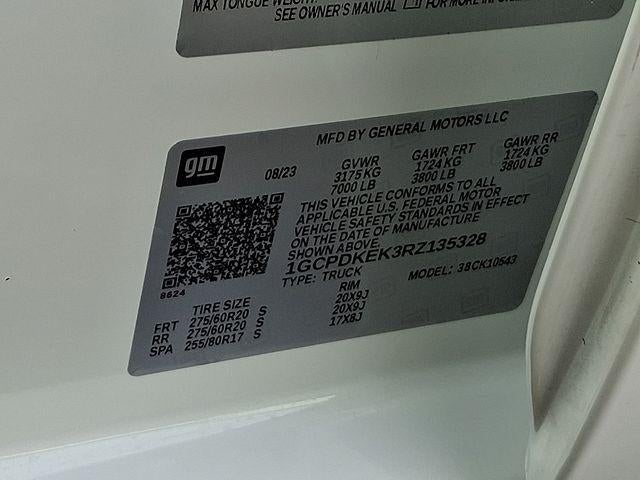 MAX TONGUE WEIGHT:
SEE OWNER'S MANUAL FOR MORE INFORM
MFD BY GENERAL MOTORS LLC
gm
08/23
GVWR GAWR FRT GAWR RR
3175 KG 1724 KG 1724 KG
7000 LB 3800 LB 3800 LB
THIS VEHICLE CONFORMS TO ALL
APPLICABLE U.S. FEDERAL MOTOR
VEHICLE SAFETY STANDARDS IN EFFECT
ON THE DATE OF MANUFACTURE
SHOWN ABOVE.
1GCPDKEK3RZ135328
TYPE: TRUCK MODEL: 38CK10543
8624
TIRE SIZE RIM
FRT 275/60R20 S 20X9J
RR 275/60R20 S 20X9J
SPA 255/80R17 S 17X8J